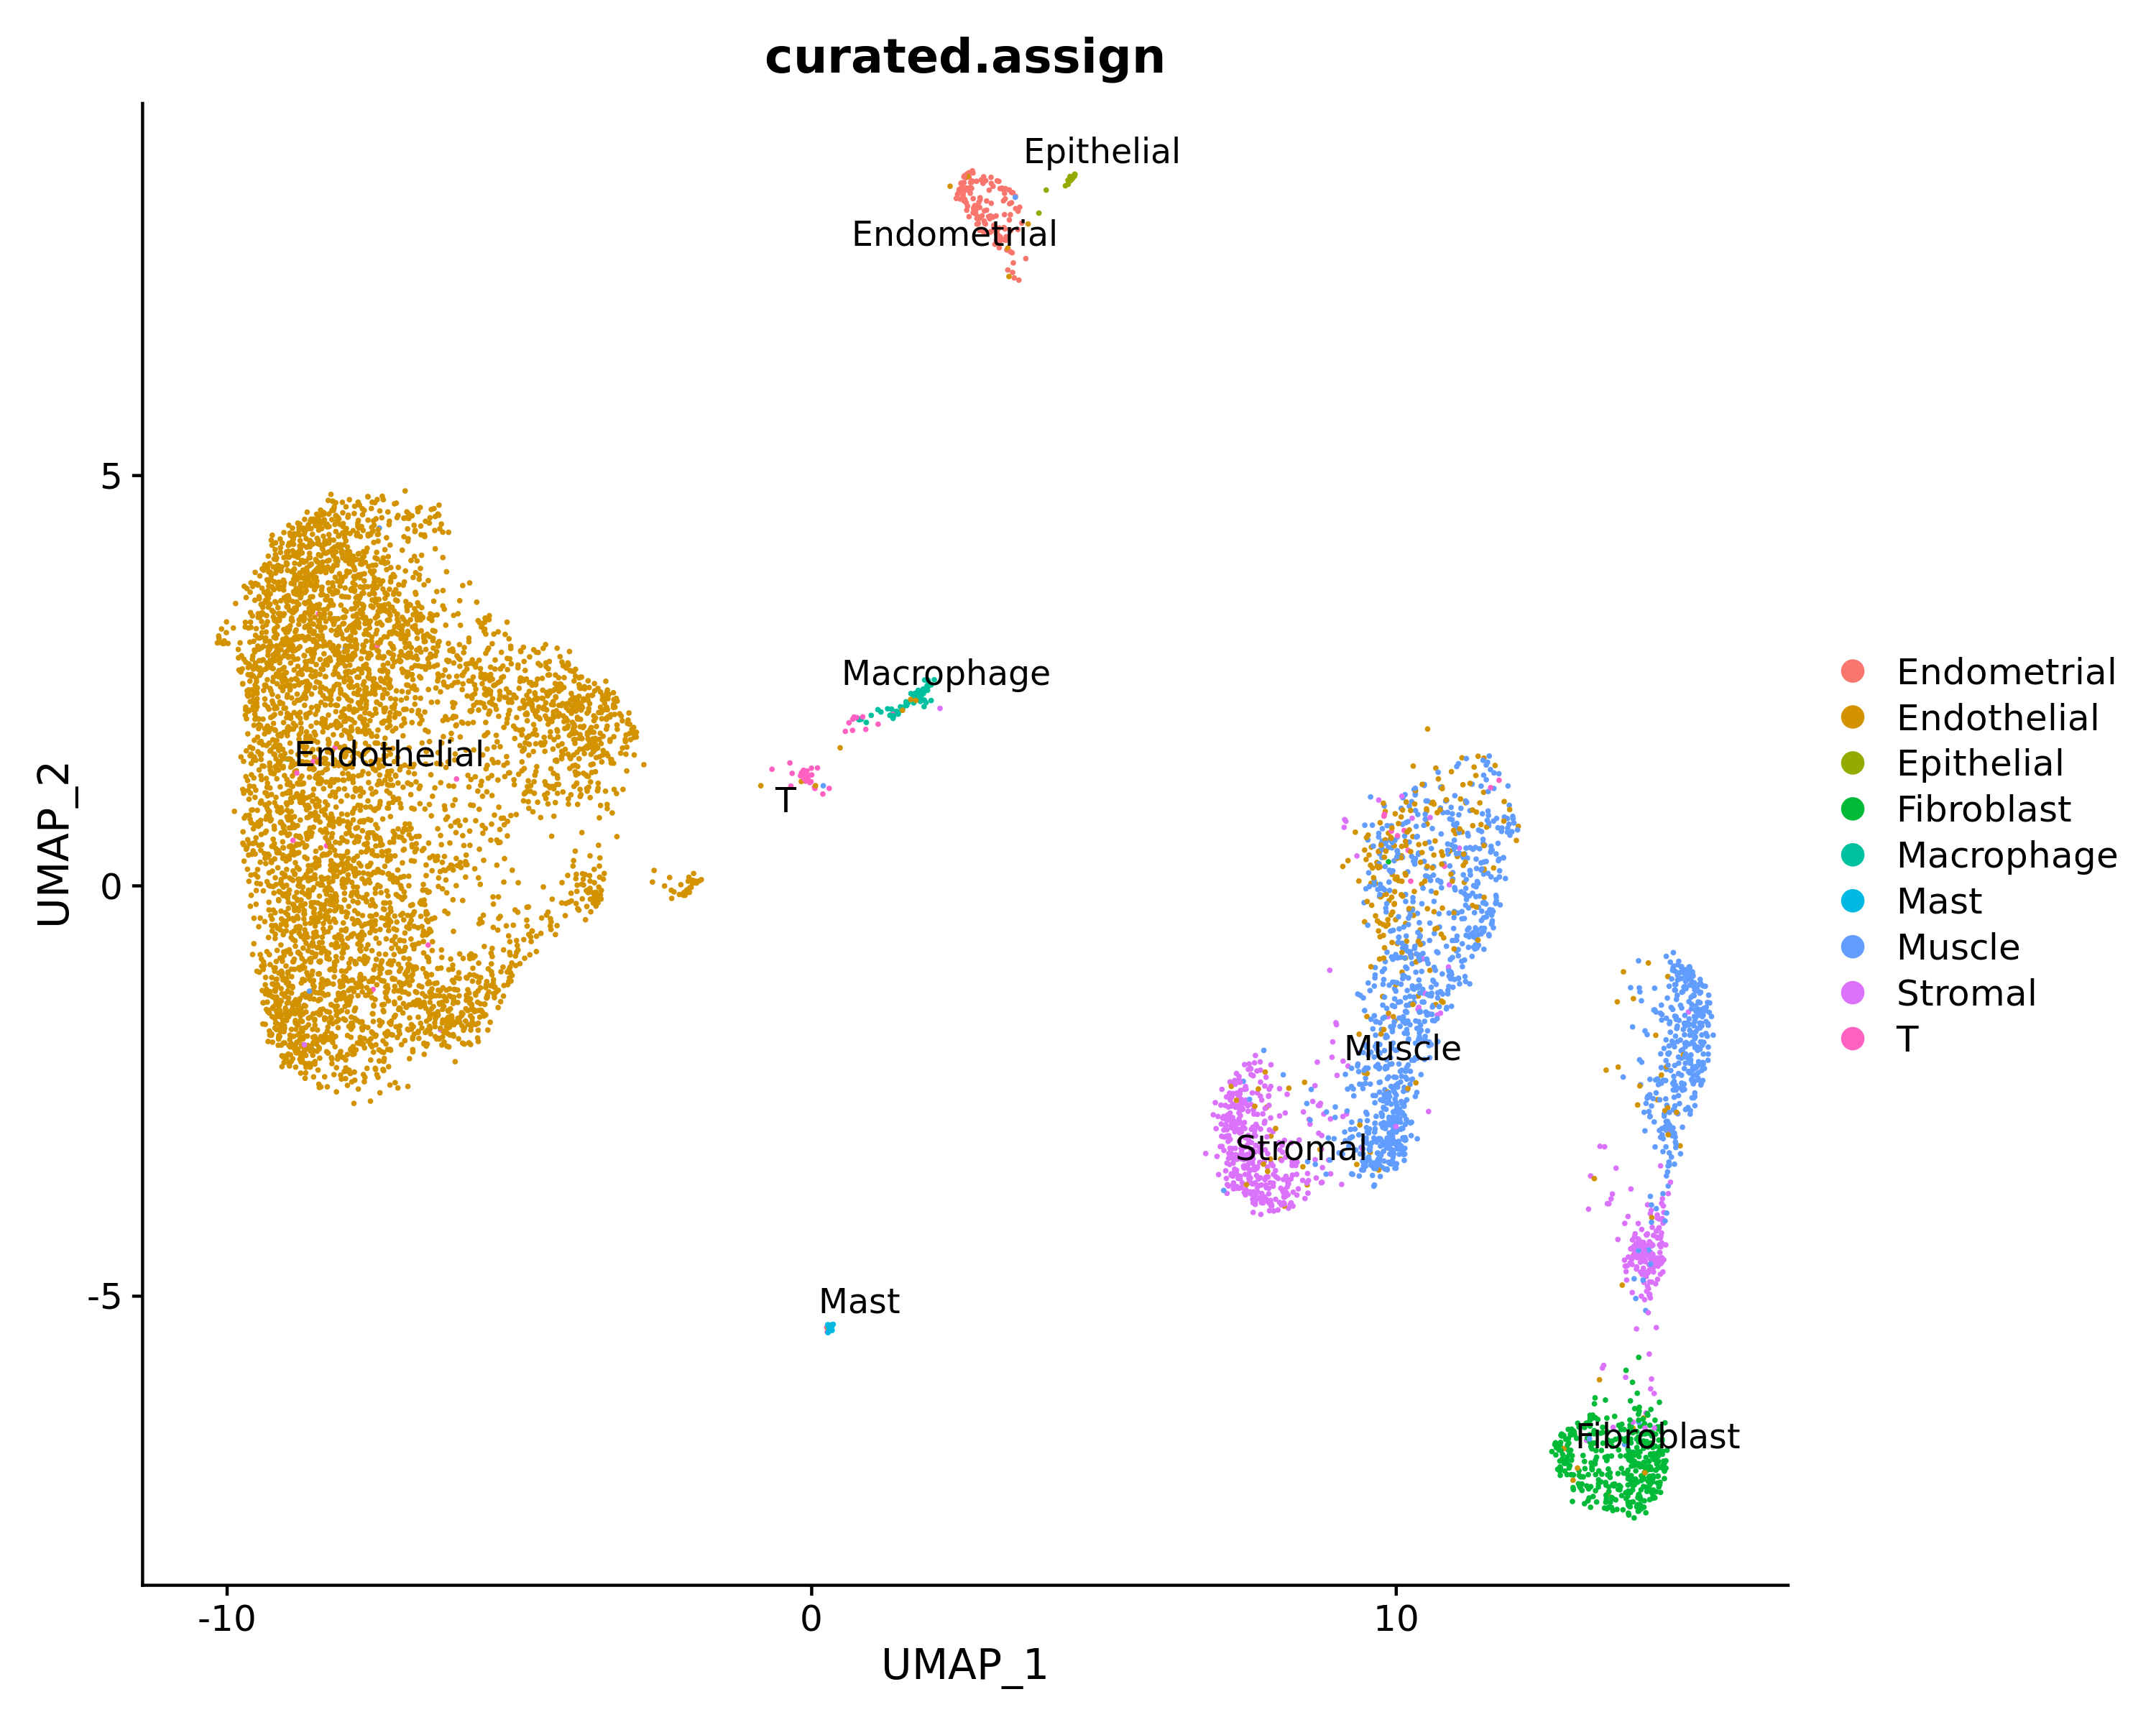 curated.assign
Epithelial
Endometrial
5
Macrophage
Endothelial
T
UMAP_2
0
Muscle
Stromal
-5
Mast
Fibroblast
-10
0
10
UMAP_1
Endometrial
Endothelial
Epithelial
Fibroblast
Macrophage
Mast
Muscle
Stromal
T